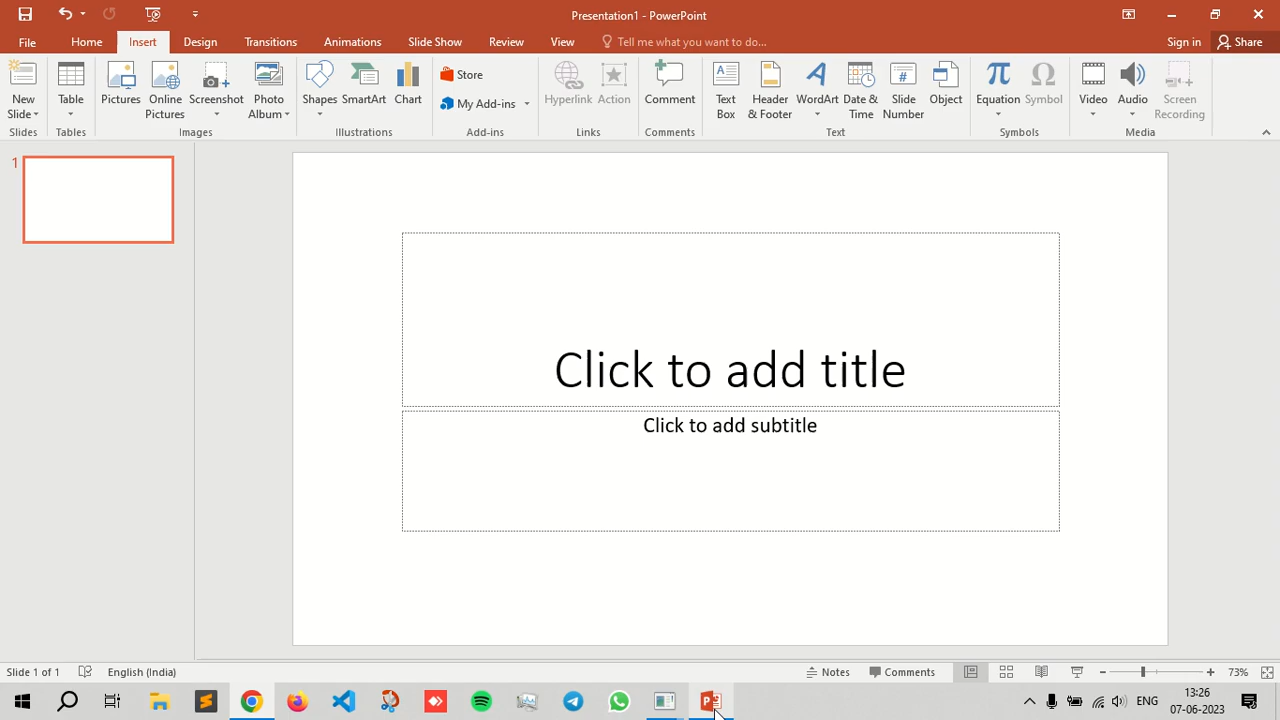 Presentation1 - PowerPoint
File Home Insert Design Transitions Animations Slide Show Review View Tell me what you want to do... Sign in Share
New Slide
Slides
Table
Tables
Pictures
Online Pictures
Screenshot
Photo Album
Images
Shapes
SmartArt
Chart
Illustrations
Store
My Add-ins
Add-ins
Hyperlink
Action
Links
Comment
Comments
Text Box
Header & Footer
WordArt
Date & Time
Slide Number
Object
Text
Equation
Symbol
Symbols
Video
Audio
Screen Recording
Media
1
Click to add title
Click to add subtitle
Slide 1 of 1 English (India) Notes Comments 73%
ENG
13:26
07-06-2023